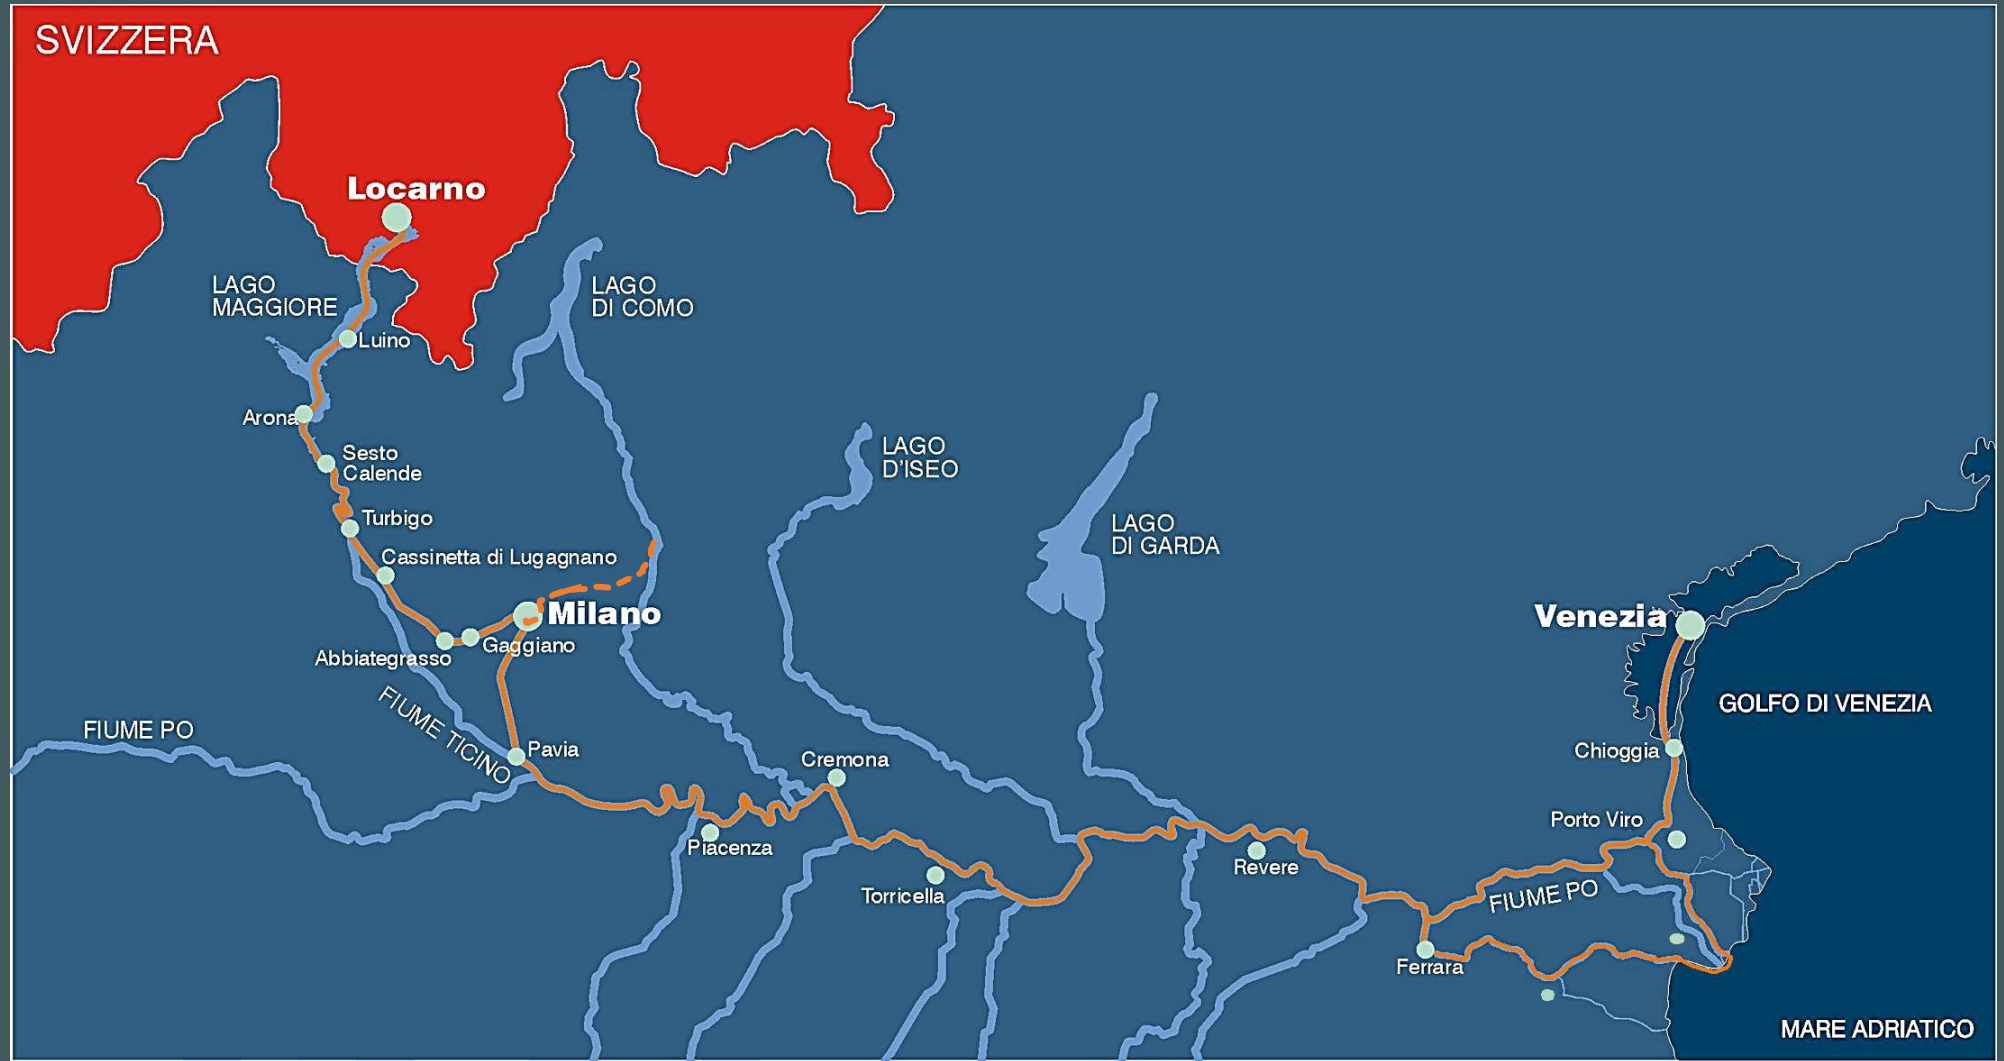 SVIZZERA
Locarno
LAGO
MAGGIORE
LAGO
DI COMO
Luino
Arona
Sesto
Calende
LAGO
D'ISEO
Turbigo
LAGO
DI GARDA
Cassinetta di Lugagnano
Milano
Venezia
Gaggiano
Abbiategrasso
GOLFO DI VENEZIA
FIUME PO
FIUME TICINO
Pavia
Chioggia
Cremona
Porto Viro
Piacenza
Revere
Torricella
FIUME PO
Ferrara
MARE ADRIATICO